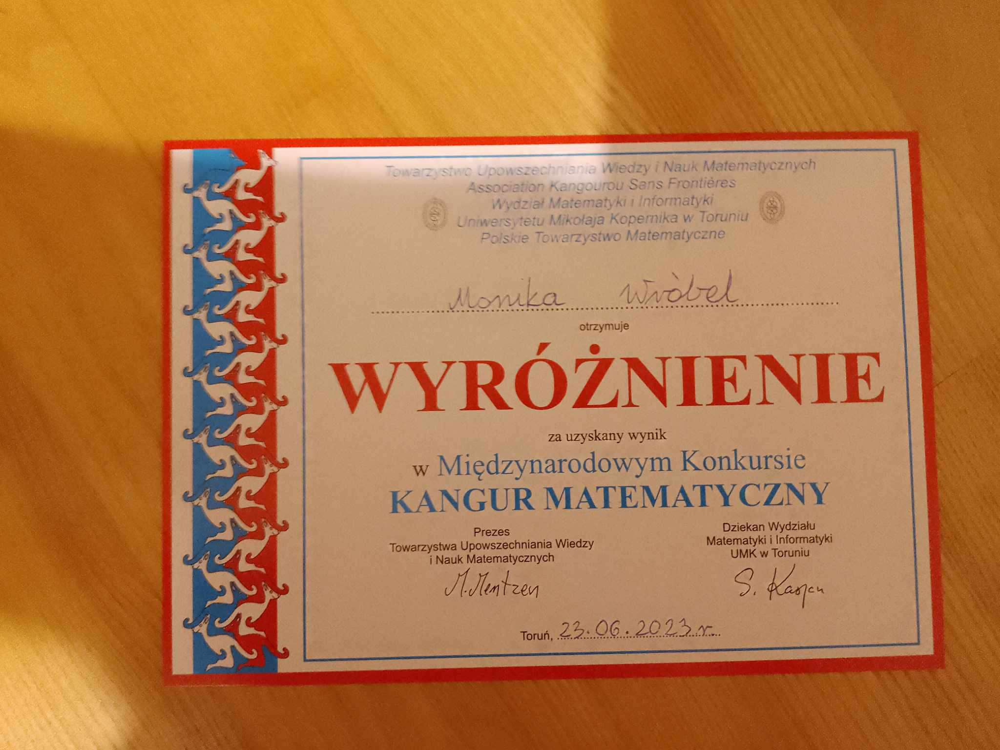 Towarzystwo Upowszechniania Wiedzy i Nauk Matematycznych
Association Kangourou Sans Frontières
Wydział Matematyki i Informatyki
Uniwersytetu Mikołaja Kopernika w Toruniu
Polskie Towarzystwo Matematyczne
Monika Wróbel
otrzymuje
WYRÓŻNIENIE
za uzyskany wynik
w Międzynarodowym Konkursie
KANGUR MATEMATYCZNY
Prezes
Towarzystwa Upowszechniania Wiedzy
i Nauk Matematycznych
M. Mentzen
Dziekan Wydziału
Matematyki i Informatyki
UMK w Toruniu
S.
Toruń, 23.06.2023 r.